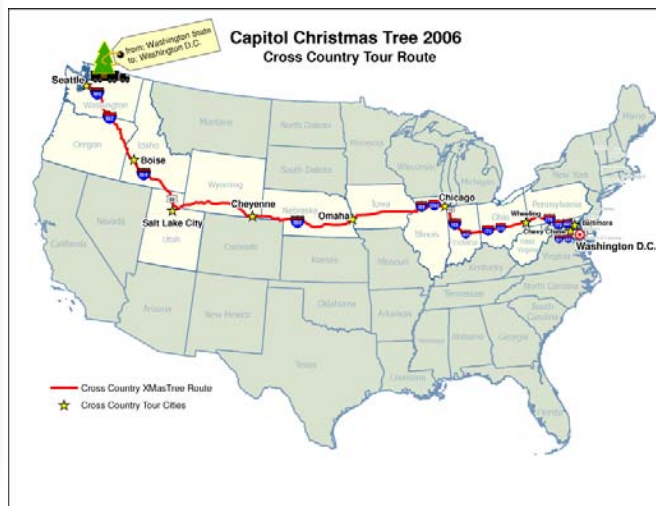 Capitol Christmas Tree 2006
Cross Country Tour Route
from: Washington State
to: Washington D.C.
Seattle
Washington
Montana
North Dakota
Minnesota
Maine
Oregon
Idaho
Boise
South Dakota
Wisconsin
Michigan
New York
Wyoming
Cheyenne
Nebraska
Omaha
Iowa
Chicago
Pennsylvania
Salt Lake City
Nevada
Utah
Colorado
Kansas
Missouri
Illinois
Indiana
Ohio
Wheeling
Chevy Chase
Baltimore
Washington D.C.
West
Virginia
Virginia
Kentucky
California
Arizona
New Mexico
Oklahoma
Arkansas
Tennessee
North Carolina
South
Carolina
Texas
Louisiana
Alabama
Georgia
Florida
Cross Country XMasTree Route
Cross Country Tour Cities